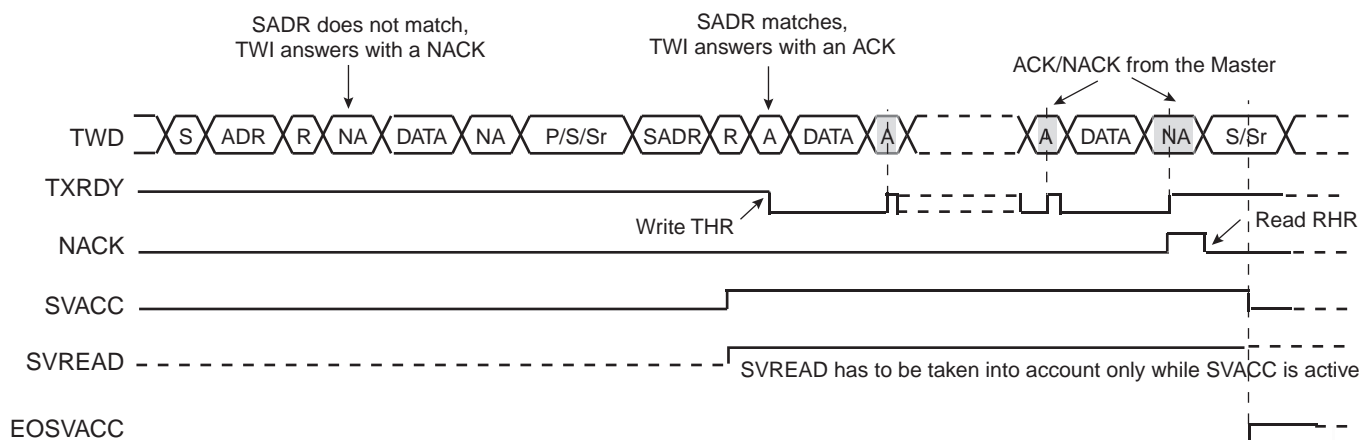 SADR does not match,
TWI answers with a NACK
SADR matches,
TWI answers with an ACK
ACK/NACK from the Master
TWD S ADR R NA DATA NA P/S/Sr SADR R A DATA A A DATA NA S/Sr
TXRDY
Write THR
Read RHR
NACK
SVACC
SVREAD
SVREAD has to be taken into account only while SVACC is active
EOSVACC